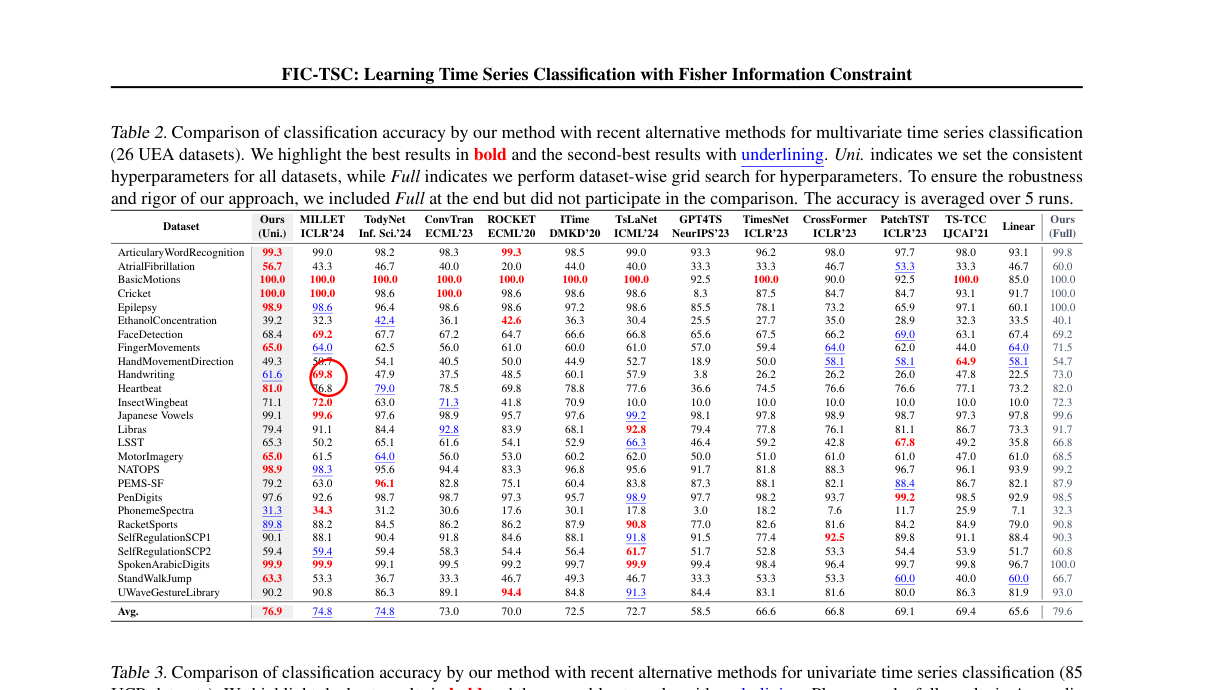 FIC-TSC: Learning Time Series Classification with Fisher Information Constraint
Table 2. Comparison of classification accuracy by our method with recent alternative methods for multivariate time series classification
(26 UEA datasets). We highlight the best results in bold and the second-best results with underlining. Uni. indicates we set the consistent
hyperparameters for all datasets, while Full indicates we perform dataset-wise grid search for hyperparameters. To ensure the robustness
and rigor of our approach, we included Full at the end but did not participate in the comparison. The accuracy is averaged over 5 runs.
Dataset Ours MILLET TodyNet ConvTran ROCKET ITime TsLaNet GPT4TS TimesNet CrossFormer PatchTST TS-TCC Linear Ours
(Uni.) ICLR'24 Inf. Sci.'24 ECML'23 ECML'20 DMKD'20 ICML'24 NeurIPS'23 ICLR'23 ICLR'23 ICLR'23 IJCAI'21 (Full)
ArticularyWordRecognition 99.3 99.0 98.2 98.3 99.3 98.5 99.0 93.3 96.2 98.0 97.7 98.0 93.1 99.8
AtrialFibrillation 56.7 43.3 46.7 40.0 20.0 44.0 40.0 33.3 33.3 46.7 53.3 33.3 46.7 60.0
BasicMotions 100.0 100.0 100.0 100.0 100.0 100.0 100.0 92.5 100.0 90.0 92.5 100.0 85.0 100.0
Cricket 100.0 100.0 98.6 100.0 98.6 98.6 98.6 8.3 87.5 84.7 84.7 93.1 91.7 100.0
Epilepsy 98.9 98.6 96.4 98.6 98.6 97.2 98.6 85.5 78.1 73.2 65.9 97.1 60.1 100.0
EthanolConcentration 39.2 32.3 42.4 36.1 42.6 36.3 30.4 25.5 27.7 35.0 28.9 32.3 33.5 40.1
FaceDetection 68.4 69.2 67.7 67.2 64.7 66.6 66.8 65.6 67.5 66.2 69.0 63.1 67.4 69.2
FingerMovements 65.0 64.0 62.5 56.0 61.0 60.0 61.0 57.0 59.4 64.0 62.0 44.0 64.0 71.5
HandMovementDirection 49.3 50.7 54.1 40.5 50.0 44.9 52.7 18.9 50.0 58.1 58.1 64.9 58.1 54.7
Handwriting 61.6 69.8 47.9 37.5 48.5 60.1 57.9 3.8 26.2 26.2 26.0 47.8 22.5 73.0
Heartbeat 81.0 76.8 79.0 78.5 69.8 78.8 77.6 36.6 74.5 76.6 76.6 77.1 73.2 82.0
InsectWingbeat 71.1 72.0 63.0 71.3 41.8 70.9 10.0 10.0 10.0 10.0 10.0 10.0 10.0 72.3
Japanese Vowels 99.1 99.6 97.6 98.9 95.7 97.6 99.2 98.1 97.8 98.9 98.7 97.3 97.8 99.6
Libras 79.4 91.1 84.4 92.8 83.9 68.1 92.8 79.4 77.8 76.1 81.1 86.7 73.3 91.7
LSST 65.3 50.2 65.1 61.6 54.1 52.9 66.3 46.4 59.2 42.8 67.8 49.2 35.8 66.8
MotorImagery 65.0 61.5 64.0 56.0 53.0 60.2 62.0 50.0 51.0 61.0 61.0 47.0 61.0 68.5
NATOPS 98.9 98.3 95.6 94.4 83.3 96.8 95.6 91.7 81.8 88.3 96.7 96.1 93.9 99.2
PEMS-SF 79.2 63.0 96.1 82.8 75.1 60.4 83.8 87.3 88.1 82.1 88.4 86.7 82.1 87.9
PenDigits 97.6 92.6 98.7 98.7 97.3 95.7 98.9 97.7 98.2 93.7 99.2 98.5 92.9 98.5
PhonemeSpectra 31.3 34.3 31.2 30.6 17.6 30.1 17.8 3.0 18.2 7.6 11.7 25.9 7.1 32.3
RacketSports 89.8 88.2 84.5 86.2 86.2 87.9 90.8 77.0 82.6 81.6 84.2 84.9 79.0 90.8
SelfRegulationSCP1 90.1 88.1 90.4 91.8 84.6 88.1 91.8 91.5 77.4 92.5 89.8 91.1 88.4 90.3
SelfRegulationSCP2 59.4 59.4 59.4 58.3 54.4 56.4 61.7 51.7 52.8 53.3 54.4 53.9 51.7 60.8
SpokenArabicDigits 99.9 99.9 99.1 99.5 99.2 99.7 99.9 99.4 98.4 96.4 99.7 99.8 96.7 100.0
StandWalkJump 63.3 53.3 36.7 33.3 46.7 49.3 46.7 33.3 53.3 53.3 60.0 40.0 60.0 66.7
UWaveGestureLibrary 90.2 90.8 86.3 89.1 94.4 84.8 91.3 84.4 83.1 81.6 80.0 86.3 81.9 93.0
Avg. 76.9 74.8 74.8 73.0 70.0 72.5 72.7 58.5 66.6 66.8 69.1 69.4 65.6 79.6
Table 3. Comparison of classification accuracy by our method with recent alternative methods for univariate time series classification (85